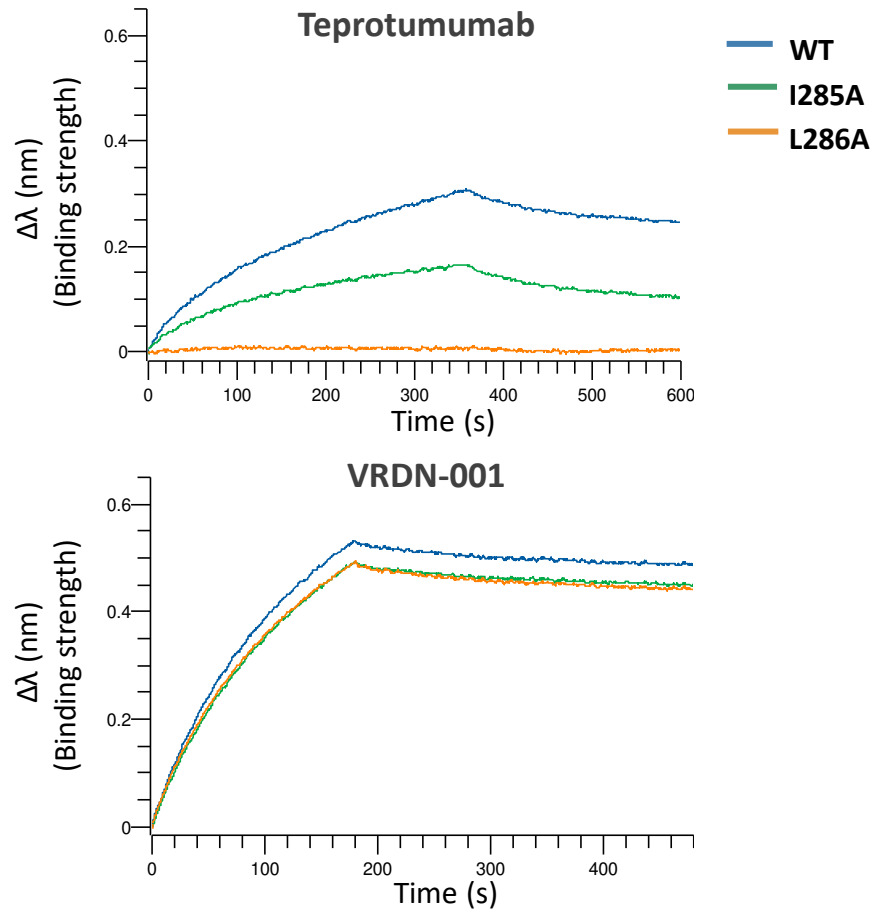 Teprotumumab
WT
I285A
L286A
Δλ (nm)
(Binding strength)
0.6
0.4
0.2
0
0 100 200 300 400 500 600
Time (s)
VRDN-001
Δλ (nm)
(Binding strength)
0.6
0.4
0.2
0
0 100 200 300 400
Time (s)